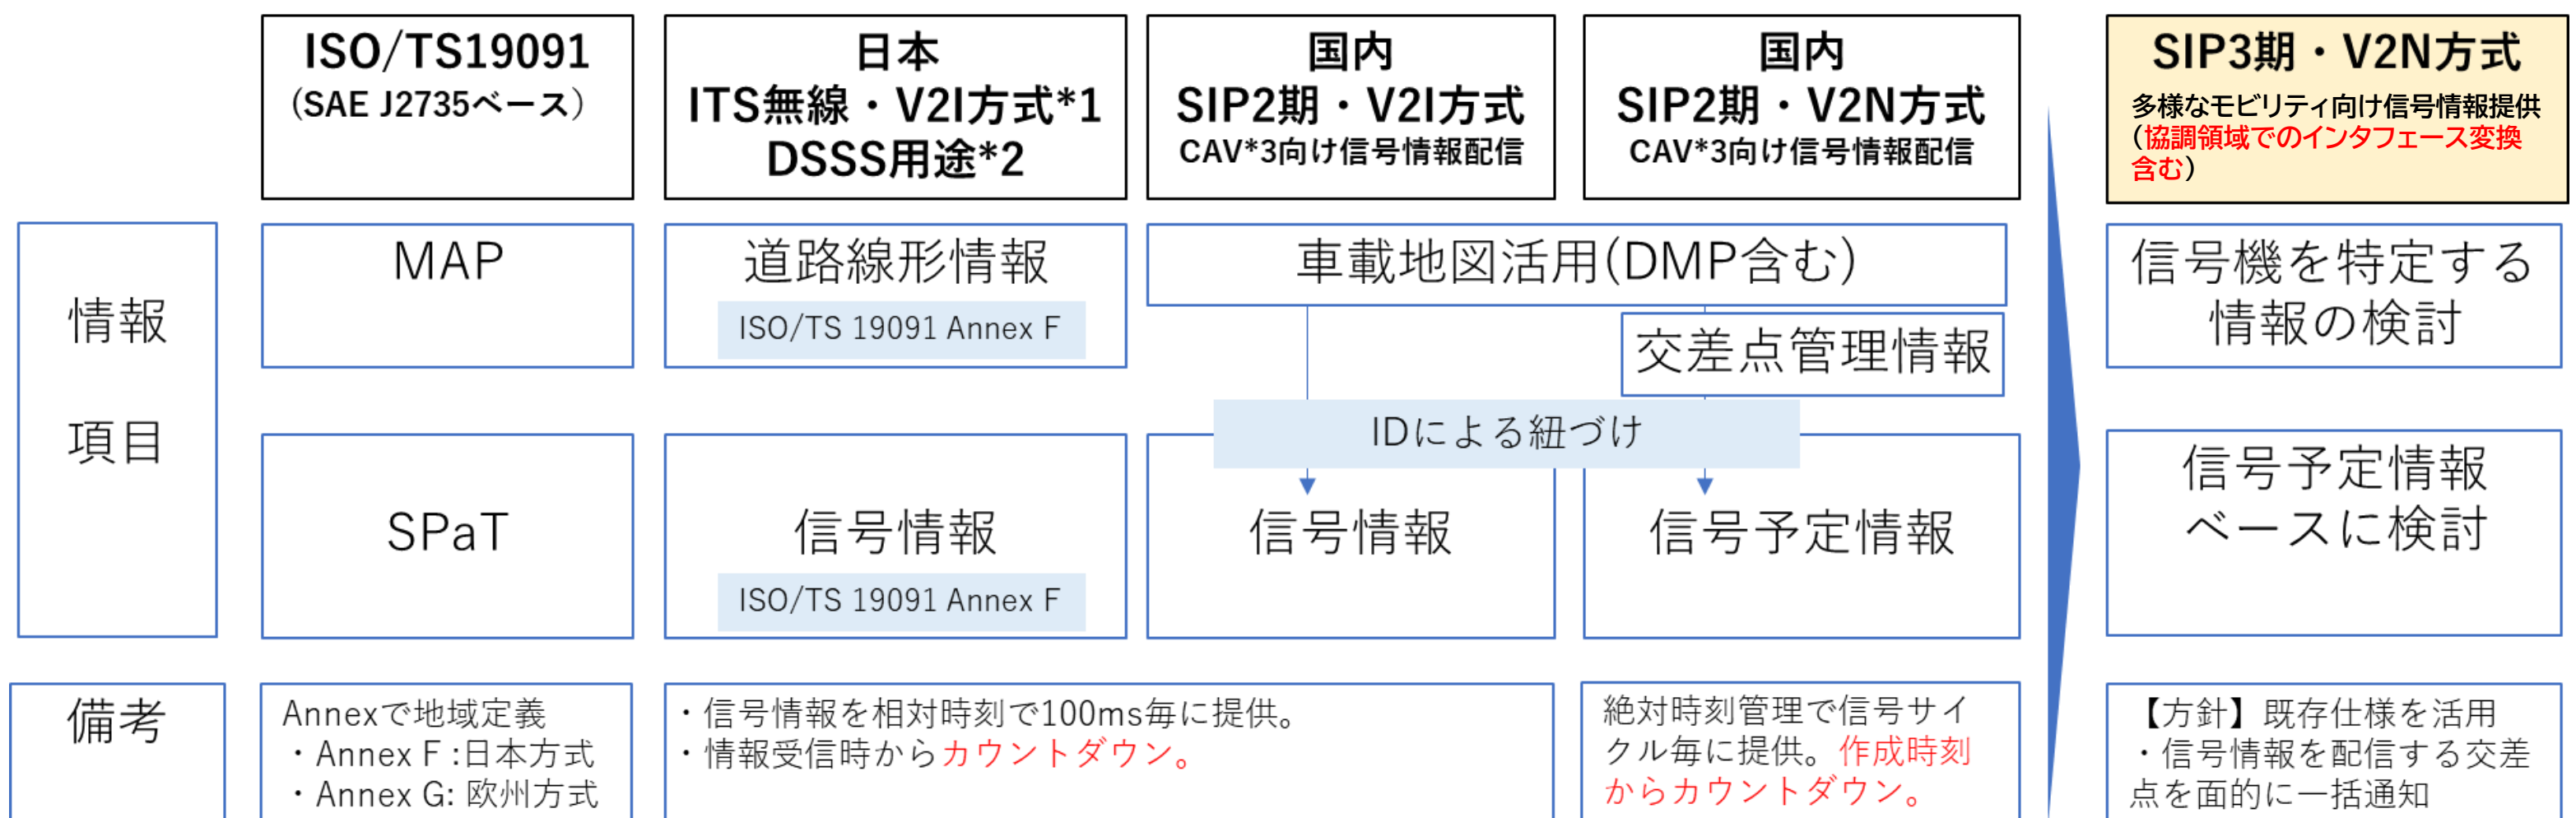 ISO/TS19091
(SAE J2735ベース)
日本
ITS無線・V2I方式*1
DSSS用途*2
国内
SIP2期・V2I方式
CAV*3向け信号情報配信
国内
SIP2期・V2N方式
CAV*3向け信号情報配信
SIP3期・V2N方式
多様なモビリティ向け信号情報提供
(協調領域でのインタフェース変換
含む)
情報
項目
MAP
道路線形情報
ISO/TS 19091 Annex F
車載地図活用(DMP含む)
交差点管理情報
信号機を特定する
情報の検討
IDによる紐づけ
SPaT
信号情報
ISO/TS 19091 Annex F
信号情報
信号予定情報
信号予定情報
ベースに検討
備考
Annexで地域定義
・Annex F :日本方式
・Annex G: 欧州方式
・信号情報を相対時刻で100ms毎に提供。
・情報受信時からカウントダウン。
絶対時刻管理で信号サイ
クル毎に提供。作成時刻
からカウントダウン。
【方針】既存仕様を活用
・信号情報を配信する交差
点を面的に一括通知